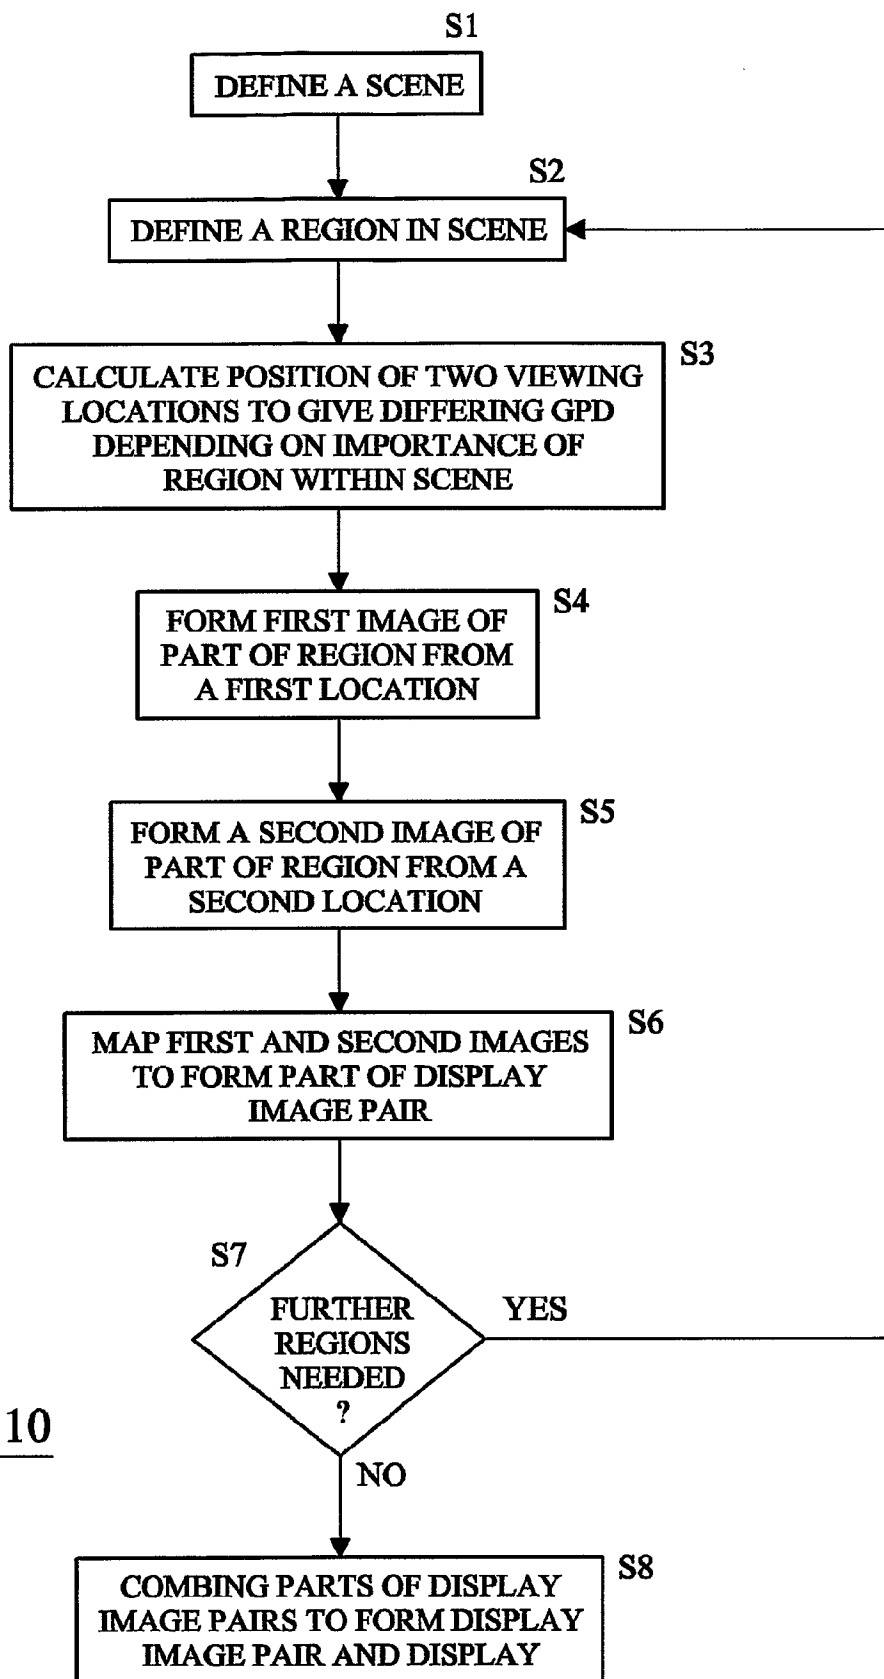 S1
DEFINE A SCENE
S2
DEFINE A REGION IN SCENE
S3
CALCULATE POSITION OF TWO VIEWING
LOCATIONS TO GIVE DIFFERING GPD
DEPENDING ON IMPORTANCE OF
REGION WITHIN SCENE
S4
FORM FIRST IMAGE OF
PART OF REGION FROM
A FIRST LOCATION
S5
FORM A SECOND IMAGE OF
PART OF REGION FROM A
SECOND LOCATION
S6
MAP FIRST AND SECOND IMAGES
TO FORM PART OF DISPLAY
IMAGE PAIR
S7
FURTHER
REGIONS
NEEDED
?
YES
10
NO
S8
COMBING PARTS OF DISPLAY
IMAGE PAIRS TO FORM DISPLAY
IMAGE PAIR AND DISPLAY